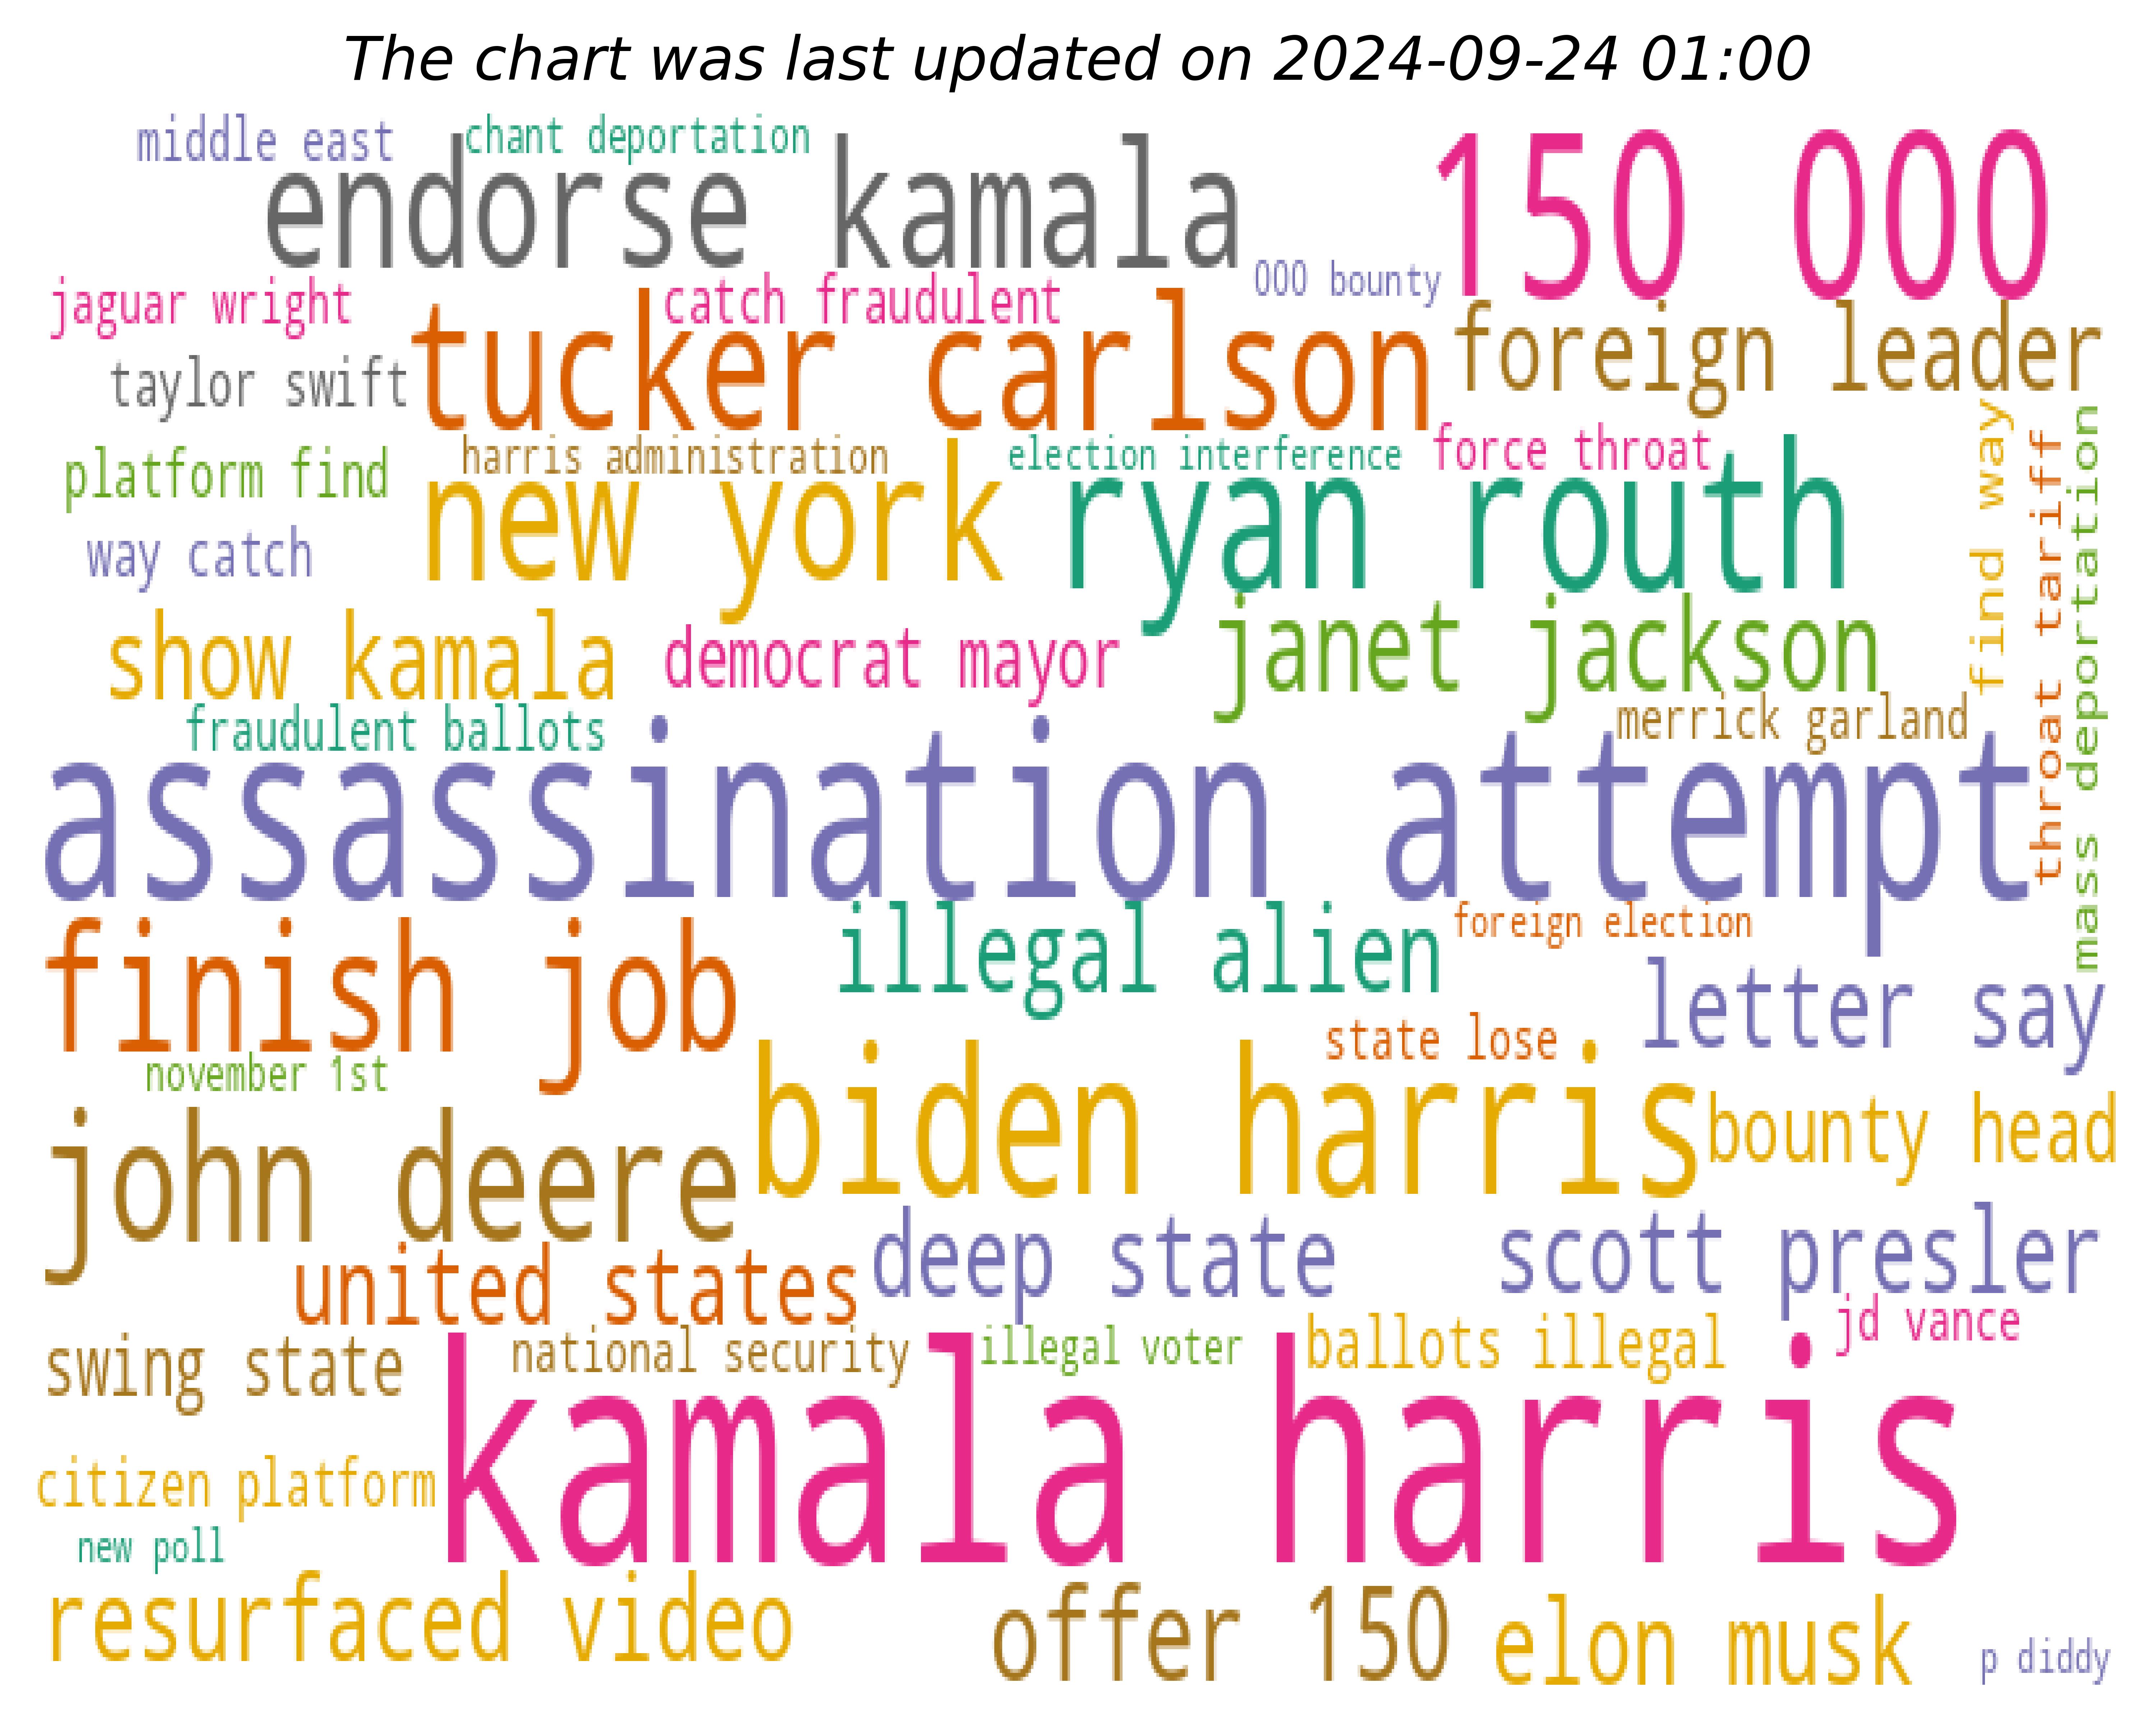 The chart was last updated on 2024-09-24 01:00
middle east
chant deportation
endorse kamala
150 000
000 bounty
jaguar wright
catch fraudulent
tucker carlson
foreign leader
taylor swift
platform find
harris administration
election interference
force throat
new york
ryan routh
find way
throat tariff
mass deportation
way catch
show kamala
democrat mayor
janet jackson
merrick garland
fraudulent ballots
assassination attempt
finish job
illegal alien
foreign election
letter say
state lose
november 1st
biden harris
bounty head
john deere
deep state
scott presler
united states
jd vance
swing state
national security
illegal voter
ballots illegal
kamala harris
citizen platform
new poll
resurfaced video
offer 150
elon musk
p diddy